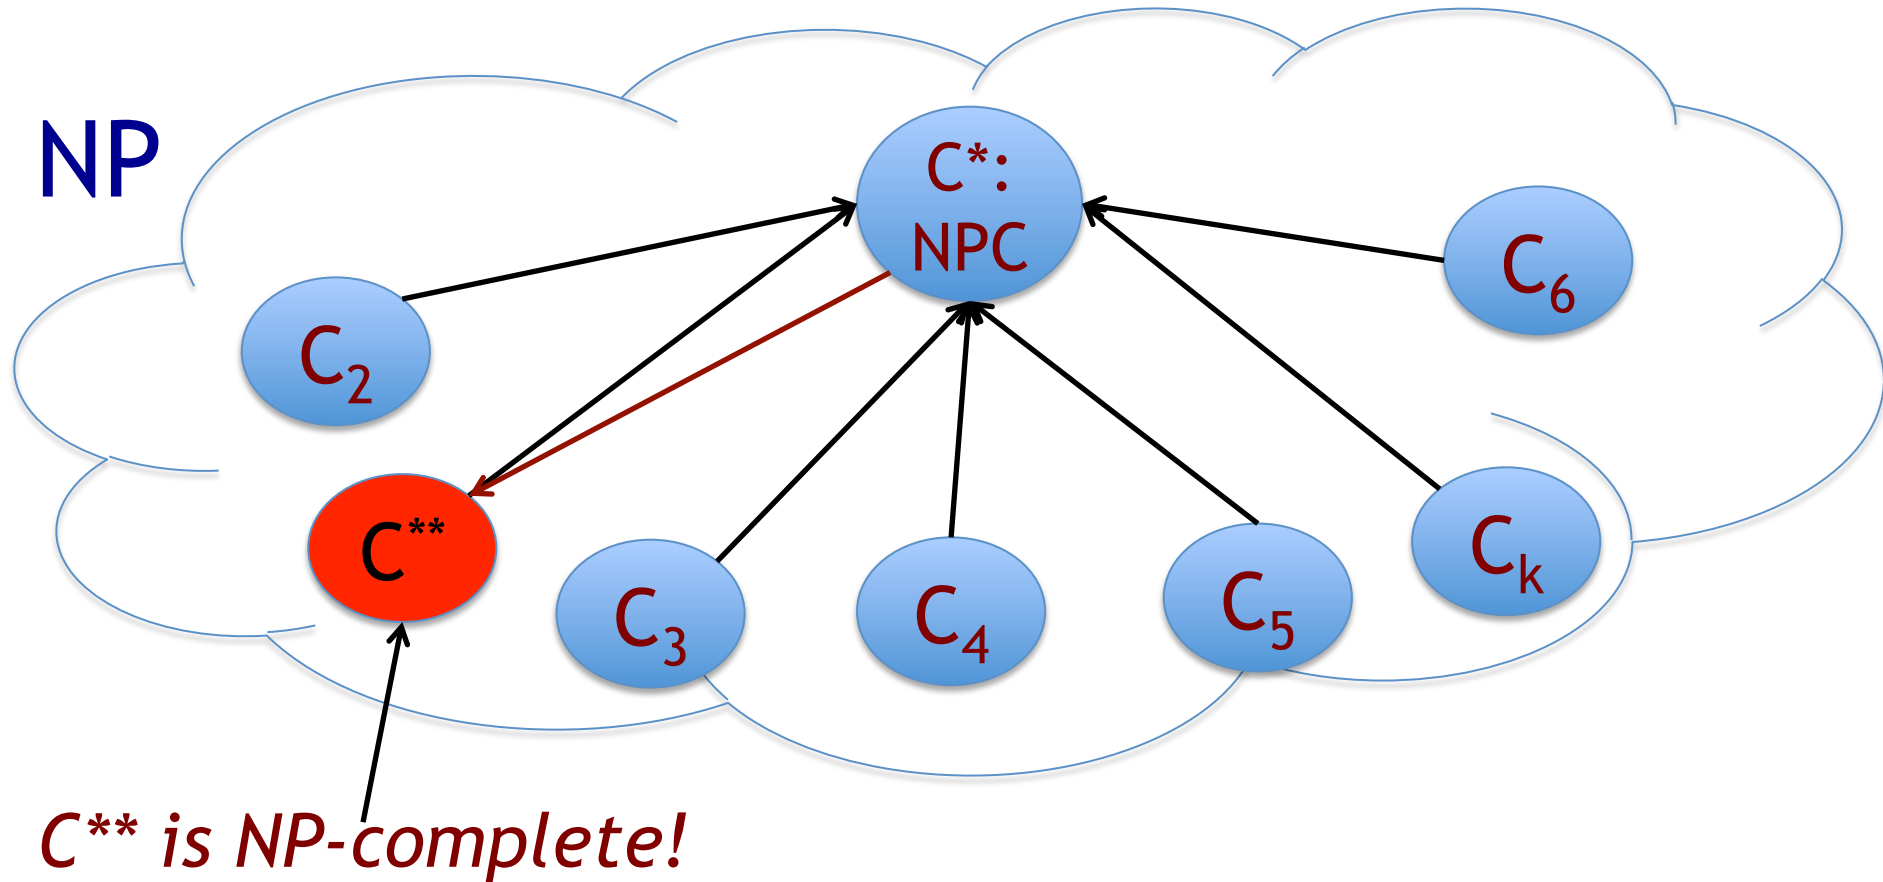 NP
C*:
NPC
C₆
C₂
C**
C₃
C₄
C₅
Cₖ
C** is NP-complete!